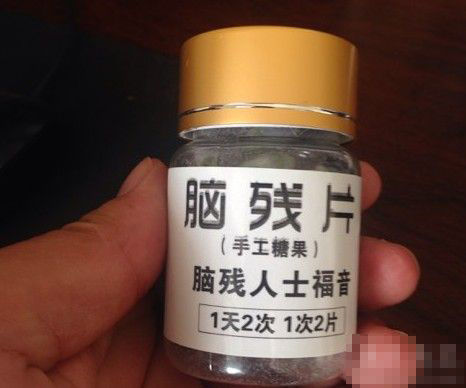 脑残片
(手工糖果)
脑残人士福音
1天2次 1次2片